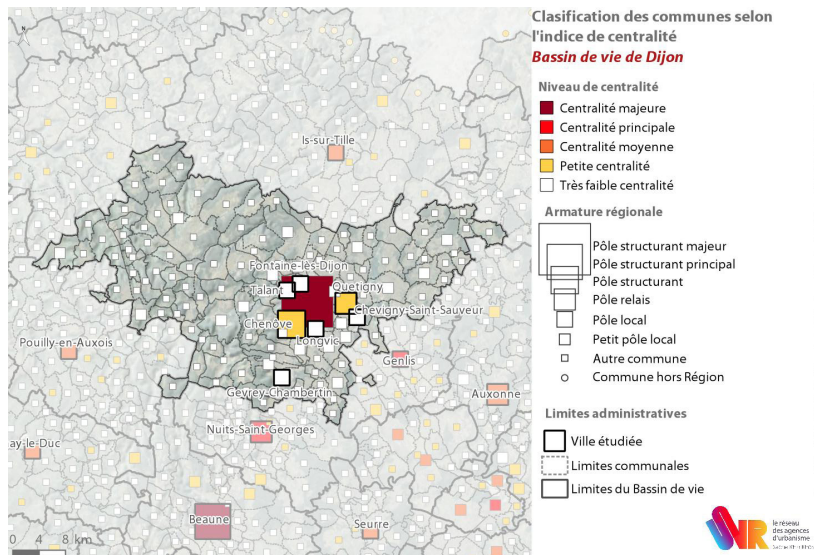 Clasification des communes selon
l'indice de centralité
Bassin de vie de Dijon
Niveau de centralité
Centralité majeure
Centralité principale
Centralité moyenne
Petite centralité
Très faible centralité
Armature régionale
Pôle structurant majeur
Pôle structurant principal
Pôle structurant
Pôle relais
Pôle local
Petit pôle local
Autre commune
Commune hors Région
Limites administratives
Ville étudiée
Limites communales
Limites du Bassin de vie
N
Is-sur-Tille
Fontaine-lès-Dijon
Talant
Quetigny
Chevigny-Saint-Sauveur
Chenôve
Longvic
Pouilly-en-Auxois
Genlis
Gevrey-Chambertin
Auxonne
Nuits-Saint-Georges
ay-le-Duc
Beaune
Seurre
0 4 8 km
le réseau
des agences
d'urbanisme